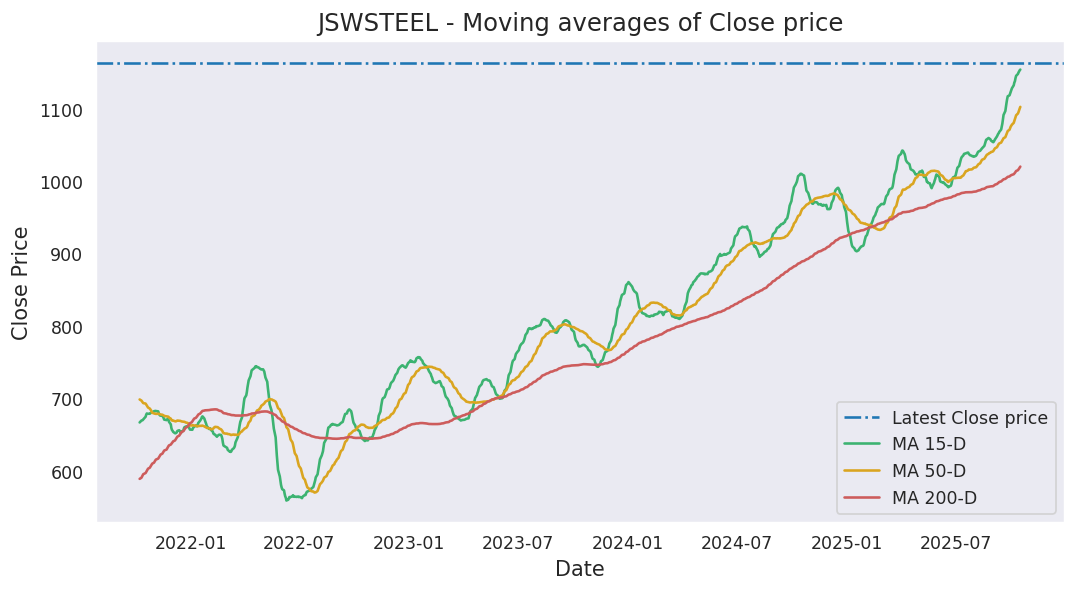 JSWSTEEL - Moving averages of Close price
Close Price
1100
1000
900
800
700
600
Latest Close price
MA 15-D
MA 50-D
MA 200-D
2022-01
2022-07
2023-01
2023-07
2024-01
2024-07
2025-01
2025-07
Date